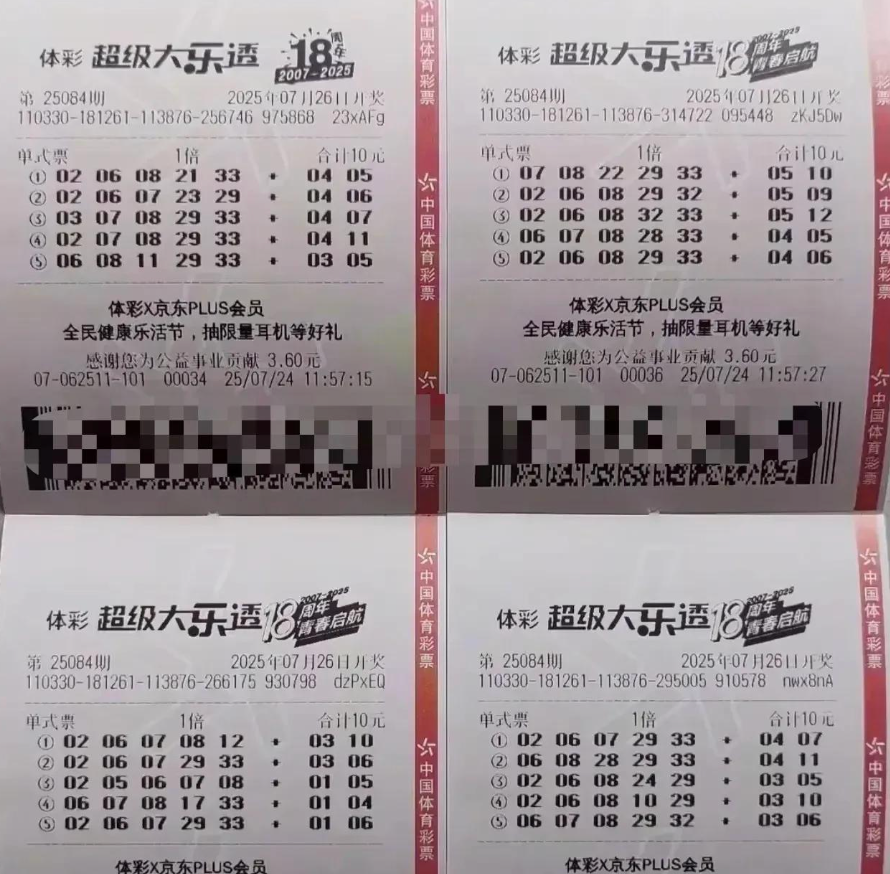 体彩 超级大乐透 18周年 2007-2025
第 25084期 2025年07月26日开奖
110330-181261-113876-256746 975868 23xAFg
单式票 1倍 合计10元
① 02 06 08 21 33 + 04 05
② 02 06 07 23 29 + 04 06
③ 03 07 08 29 33 + 04 07
④ 02 07 08 29 33 + 04 11
⑤ 06 08 11 29 33 + 03 05
体彩X京东PLUS会员
全民健康乐活节，抽限量耳机等好礼
感谢您为公益事业贡献 3.60元
07-062511-101 00034 25/07/24 11:57:15
中国体育彩票
中国体育彩票
体彩 超级大乐透 18周年 2007-2025 青春启航
第 25084期 2025年07月26日开奖
110330-181261-113876-314722 095448 zKJ5Dw
单式票 1倍 合计10元
① 07 08 22 29 33 + 05 10
② 02 06 08 29 32 + 05 09
③ 02 06 08 32 33 + 05 12
④ 06 07 08 28 33 + 04 05
⑤ 02 06 08 29 33 + 04 06
体彩X京东PLUS会员
全民健康乐活节，抽限量耳机等好礼
感谢您为公益事业贡献 3.60元
07-062511-101 00036 25/07/24 11:57:27
中国体育彩票
中国体育彩票
体彩 超级大乐透 18周年 2007-2025 青春启航
第 25084期 2025年07月26日开奖
110330-181261-113876-266175 930798 dzPxEQ
单式票 1倍 合计10元
① 02 06 07 08 12 + 03 10
② 02 06 07 29 33 + 03 06
③ 02 05 06 07 08 + 01 05
④ 06 07 08 17 33 + 01 04
⑤ 02 06 07 29 33 + 01 06
体彩X京东PLUS会员
中国体育彩票
中国体育彩票
体彩 超级大乐透 18周年 2007-2025 青春启航
第 25084期 2025年07月26日开奖
110330-181261-113876-295005 910578 nwx8nA
单式票 1倍 合计10元
① 02 06 07 29 33 + 04 07
② 06 08 28 29 33 + 04 11
③ 02 06 08 24 29 + 03 05
④ 02 06 08 10 29 + 03 10
⑤ 06 07 08 29 32 + 03 06
体彩X京东PLUS会员
中国体育彩票
中国体育彩票